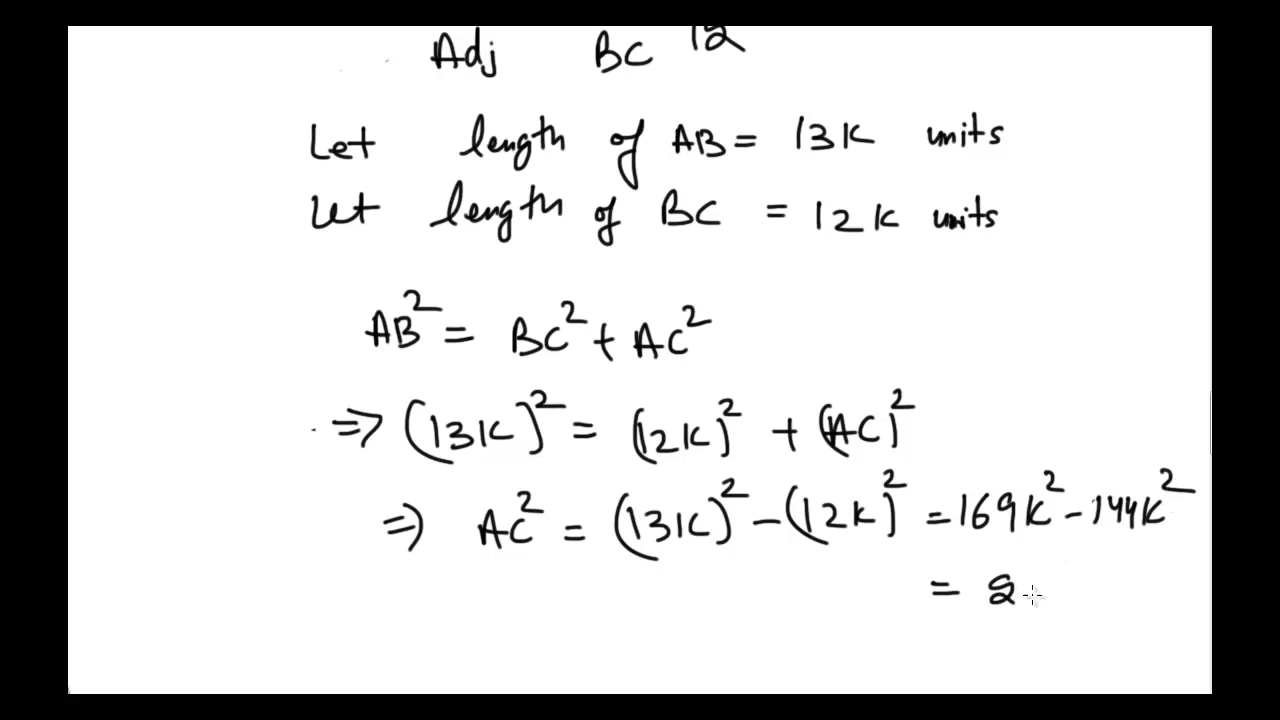 Adj BC 12
Let length of AB = 13K units
Let length of BC = 12K units
AB² = BC² + AC²
⇒ (13K)² = (12K)² + (AC)²
⇒ AC² = (13K)² − (12K)² = 169K² − 144K²
= 2